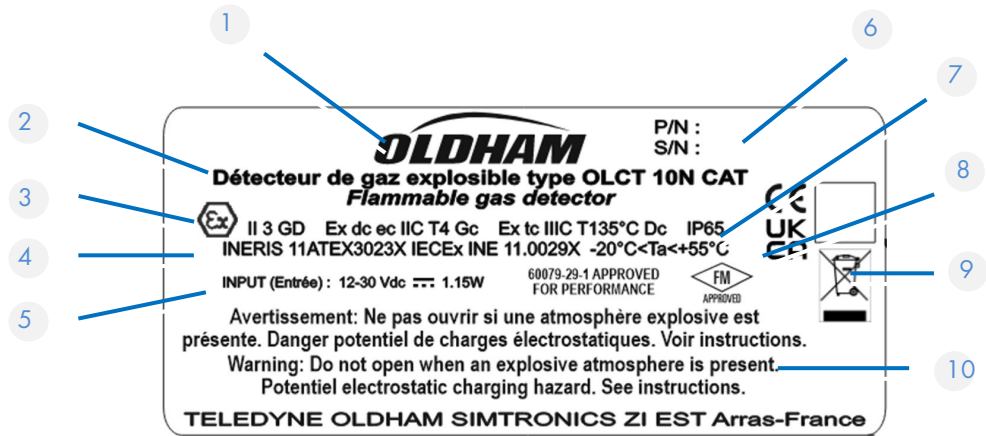 1
6
7
2
8
3
4
9
5
10
OLDHAM
P/N :
S/N :
Détecteur de gaz explosible type OLCT 10N CAT
Flammable gas detector
Ex II 3 GD Ex dc ec IIC T4 Gc Ex tc IIIC T135°C Dc IP65
INERIS 11ATEX3023X IECEx INE 11.0029X -20°C<Ta<+55°C
CE
UK
CA
INPUT (Entrée) : 12-30 Vdc 1.15W
60079-29-1 APPROVED
FOR PERFORMANCE
FM
APPROVED
Avertissement: Ne pas ouvrir si une atmosphère explosive est
présente. Danger potentiel de charges électrostatiques. Voir instructions.
Warning: Do not open when an explosive atmosphere is present.
Potentiel electrostatic charging hazard. See instructions.
TELEDYNE OLDHAM SIMTRONICS ZI EST Arras-France